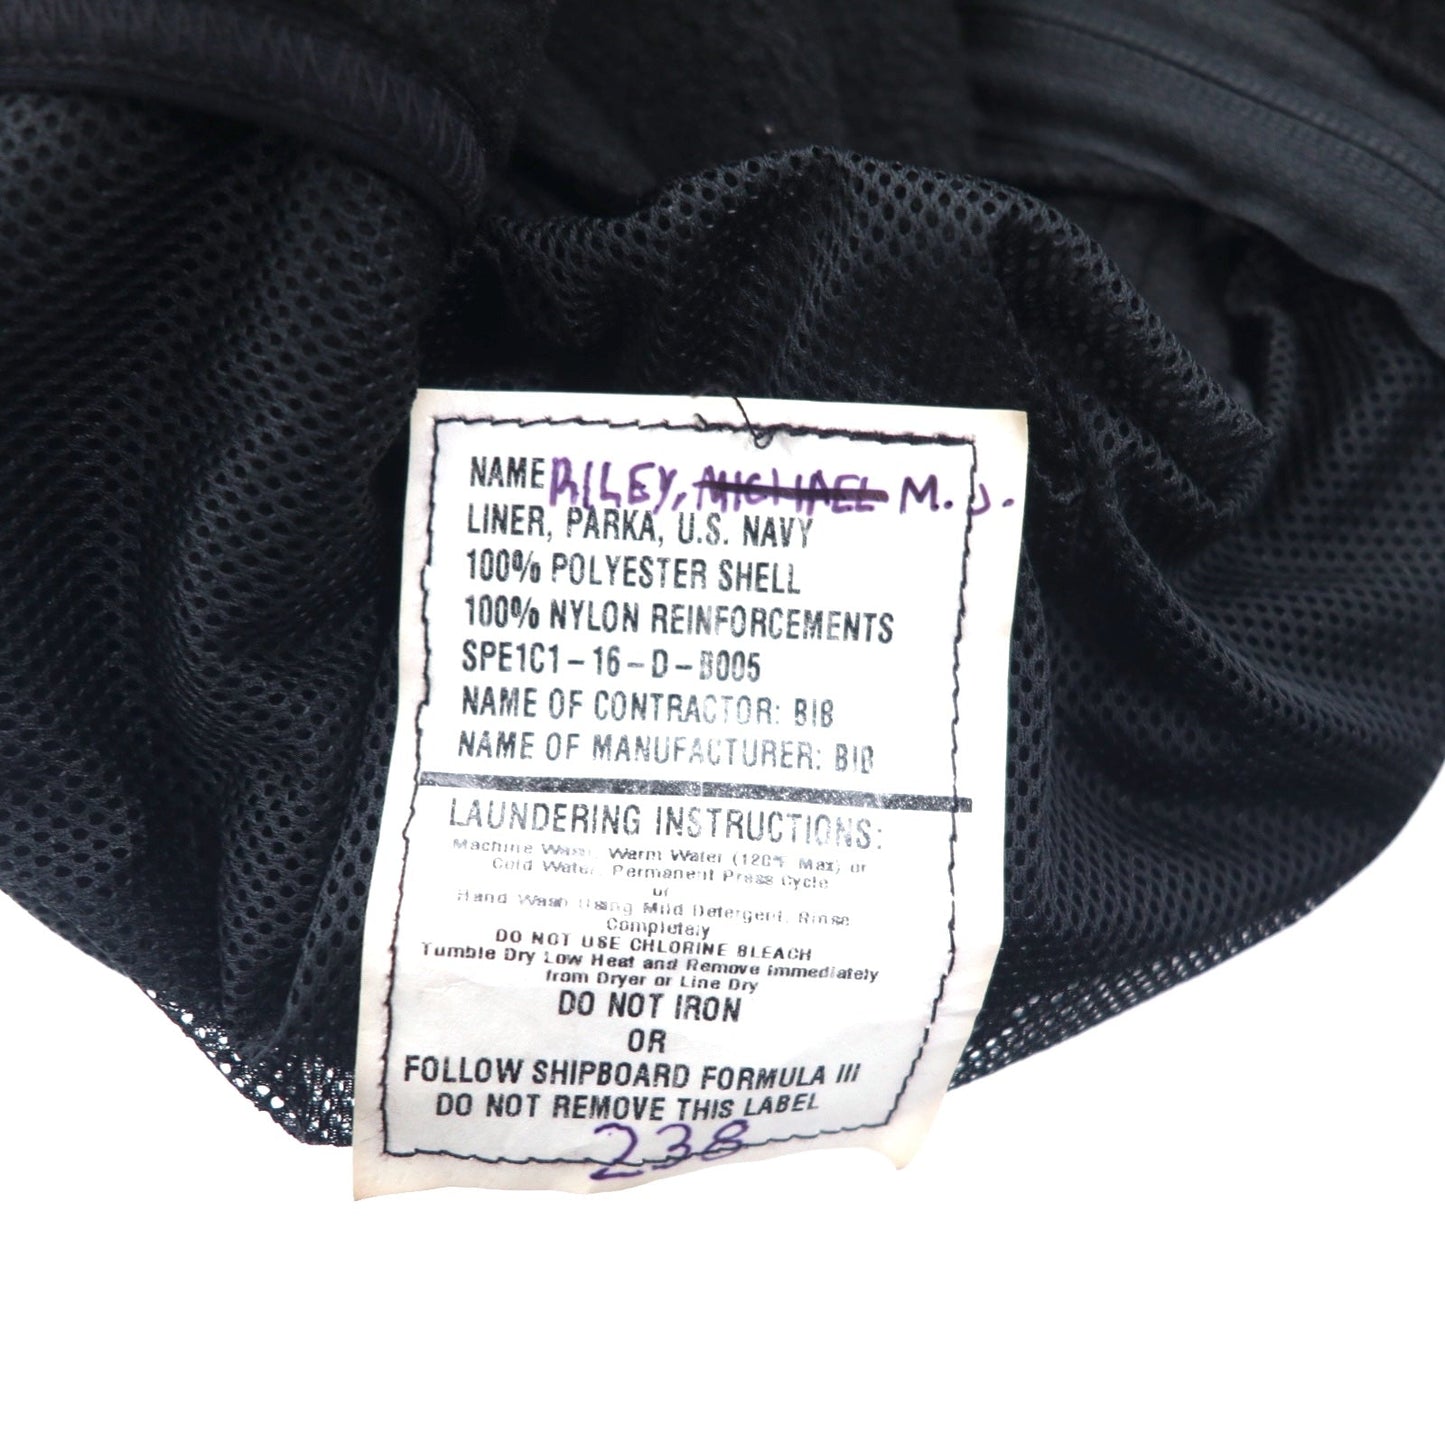 NAME RILEY, MICHAEL M. J.
LINER, PARKA, U.S. NAVY
100% POLYESTER SHELL
100% NYLON REINFORCEMENTS
SPE1C1-16-D-B005
NAME OF CONTRACTOR: BIB
NAME OF MANUFACTURER: BIB
LAUNDERING INSTRUCTIONS:
Machine Wash, Warm Water (120°F Max) or
Cold Water, Permanent Press Cycle
or
Hand Wash Using Mild Detergent. Rinse
Completely
DO NOT USE CHLORINE BLEACH
Tumble Dry Low Heat and Remove Immediately
from Dryer or Line Dry
DO NOT IRON
OR
FOLLOW SHIPBOARD FORMULA III
DO NOT REMOVE THIS LABEL
238